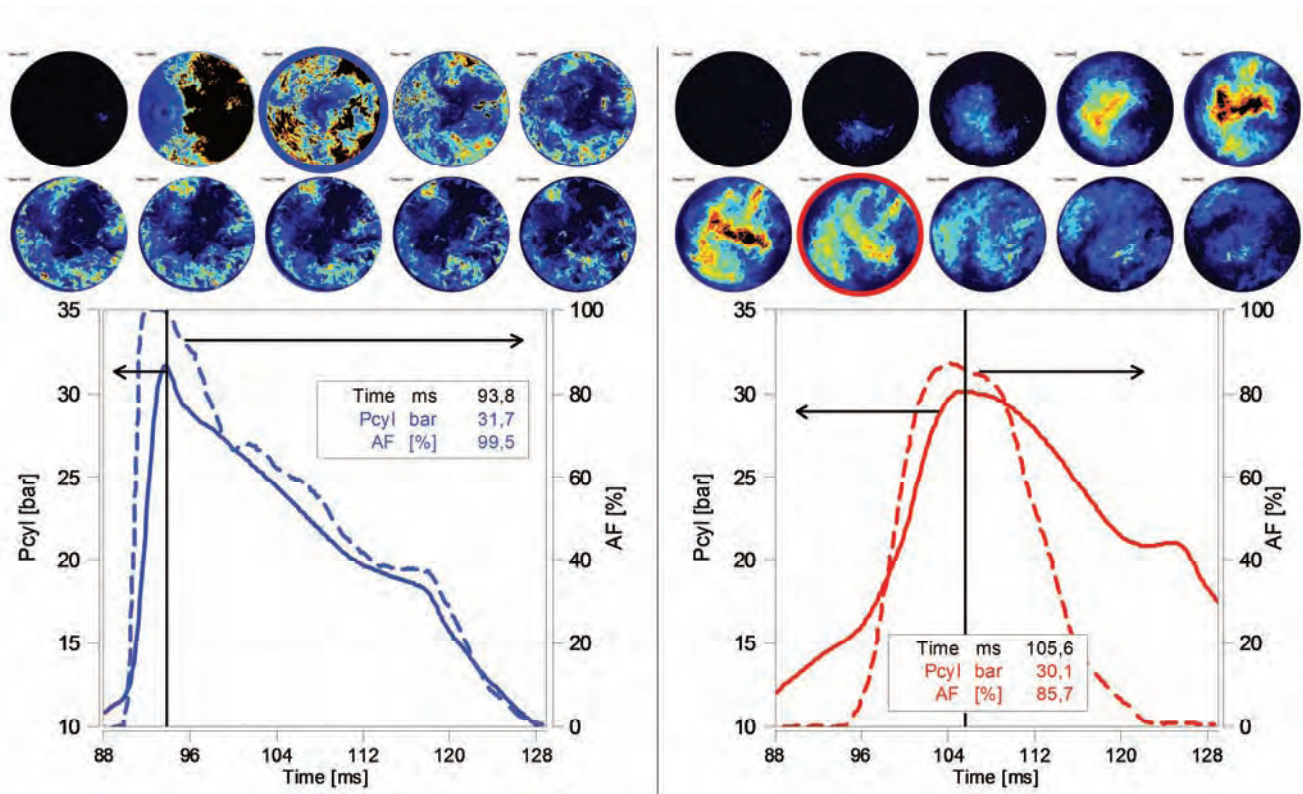 35
30
25
20
15
10
Pcyl [bar]
100
80
60
40
20
0
AF [%]
Time ms 93,8
Pcyl bar 31,7
AF [%] 99,5
88 96 104 112 120 128
Time [ms]
35
30
25
20
15
10
Pcyl [bar]
100
80
60
40
20
0
AF [%]
Time ms 105,6
Pcyl bar 30,1
AF [%] 85,7
88 96 104 112 120 128
Time [ms]